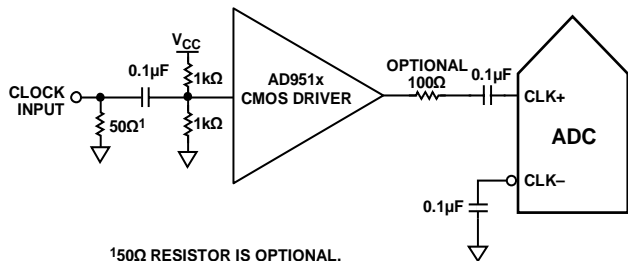 V_CC
0.1µF
1kΩ
CLOCK
INPUT
50Ω¹
1kΩ
AD951x
CMOS DRIVER
OPTIONAL
100Ω
0.1µF
CLK+
ADC
CLK–
0.1µF
¹50Ω RESISTOR IS OPTIONAL.